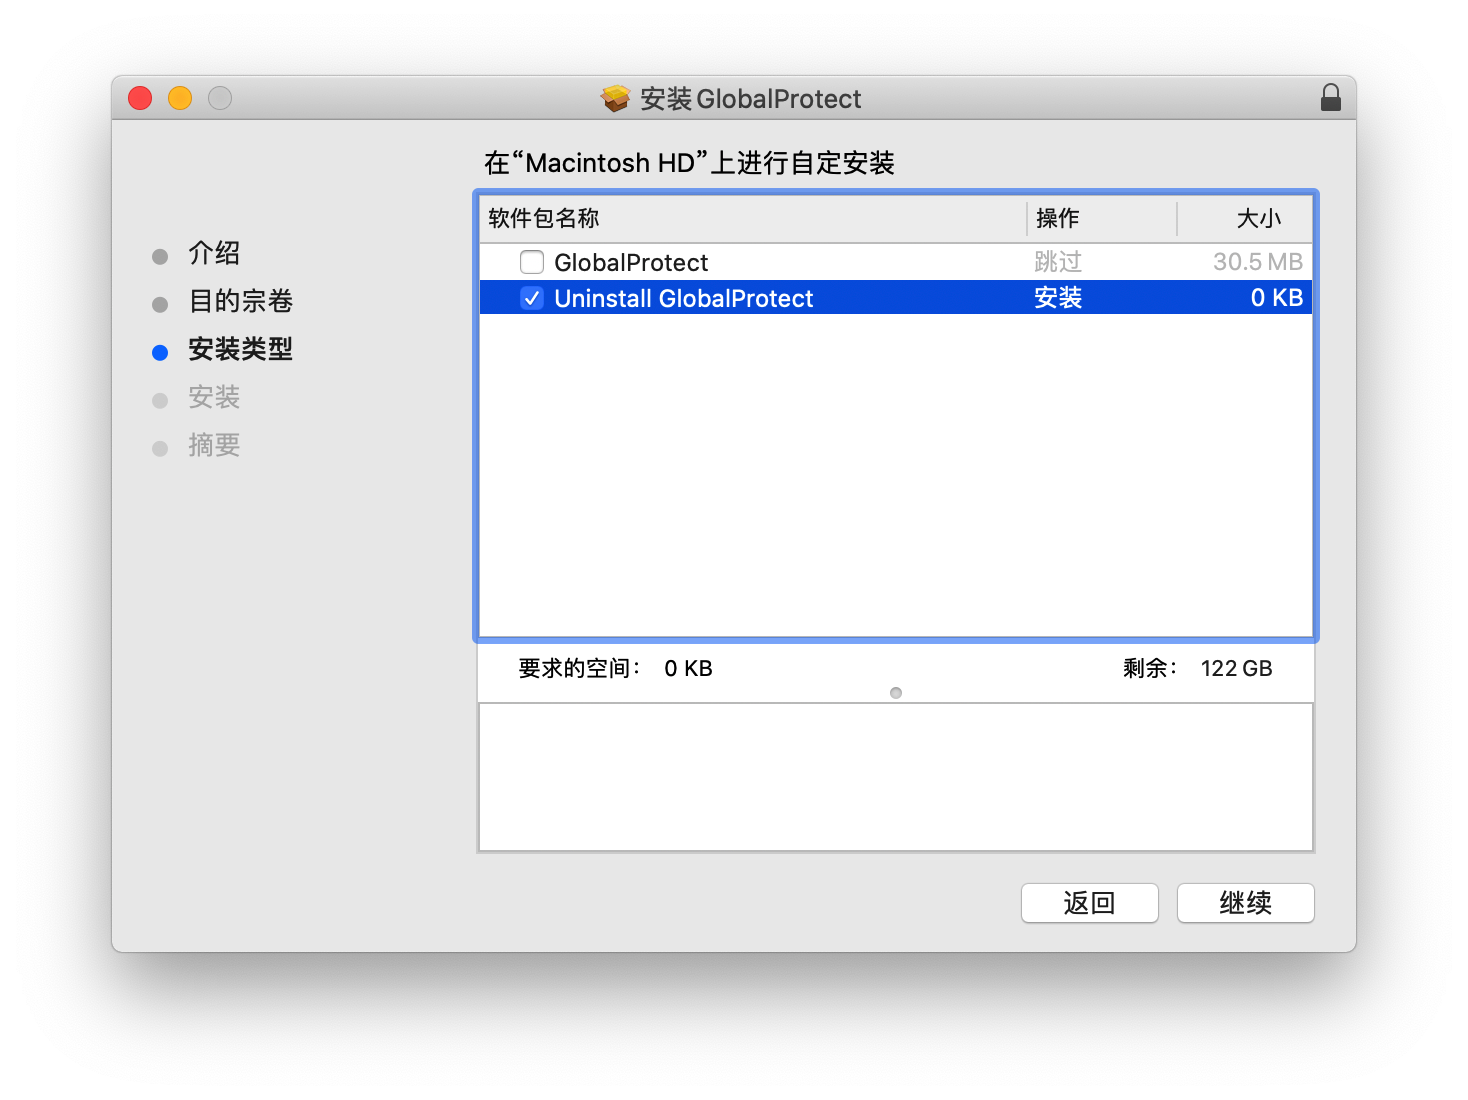 安装 GlobalProtect
在“Macintosh HD”上进行自定安装
介绍
目的宗卷
安装类型
安装
摘要
软件包名称 操作 大小
GlobalProtect 跳过 30.5 MB
Uninstall GlobalProtect 安装 0 KB
要求的空间： 0 KB 剩余： 122 GB
返回 继续